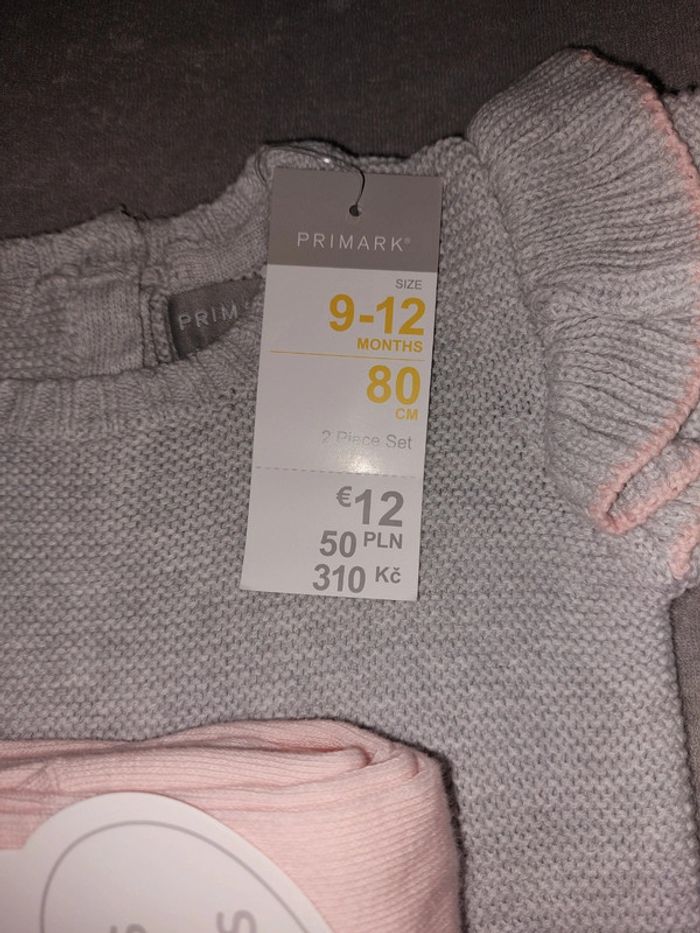 PRIMARK®
SIZE
9-12
MONTHS
80
CM
2 Piece Set
€12
50 PLN
310 Kč
PRIM